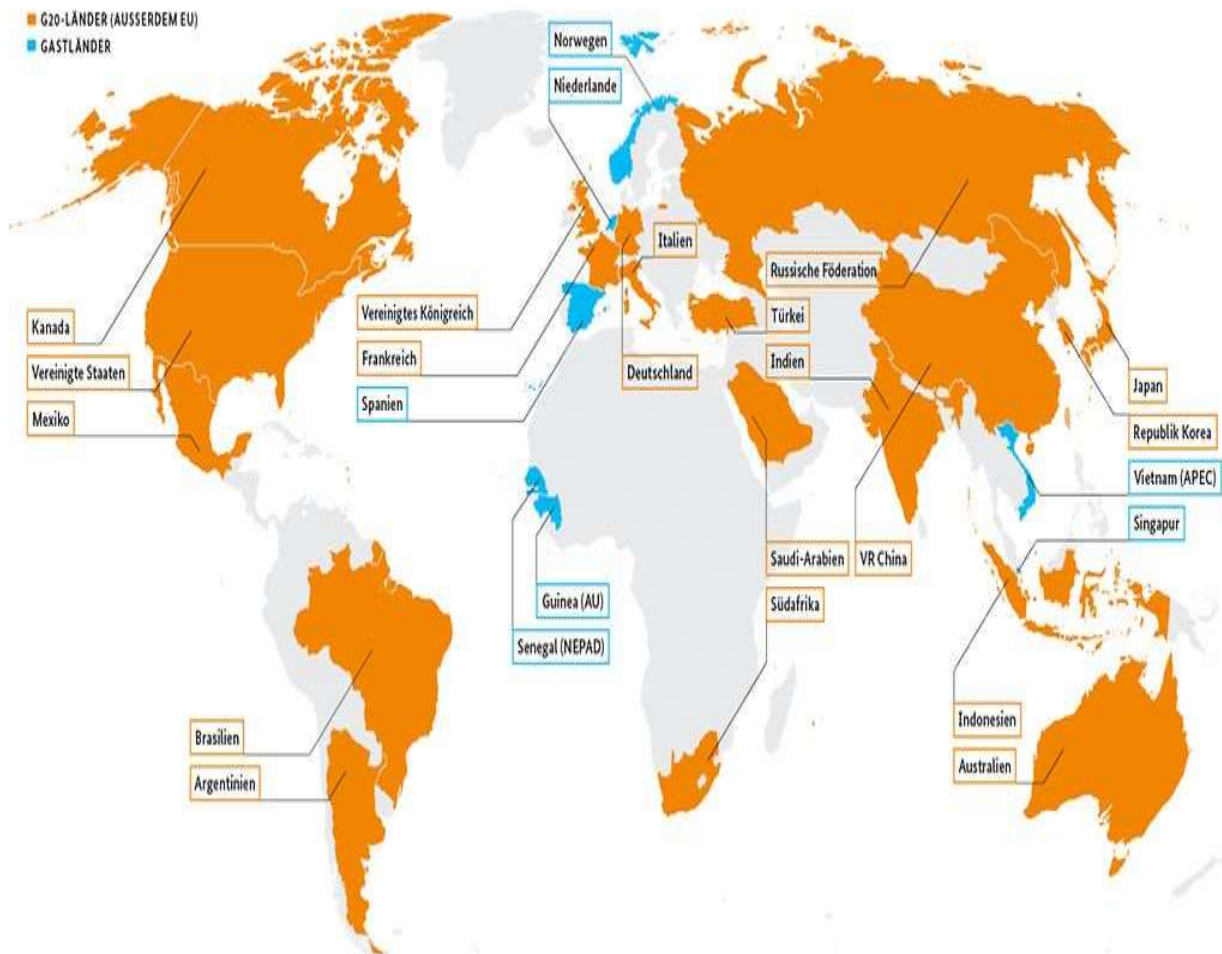 G20-LÄNDER (AUSSERDEM EU)
GASTLÄNDER
Norwegen
Niederlande
Italien
Russische Föderation
Kanada
Vereinigtes Königreich
Türkei
Vereinigte Staaten
Frankreich
Deutschland
Indien
Japan
Mexiko
Spanien
Republik Korea
Vietnam (APEC)
Singapur
Saudi-Arabien
VR China
Guinea (AU)
Südafrika
Senegal (NEPAD)
Brasilien
Indonesien
Argentinien
Australien